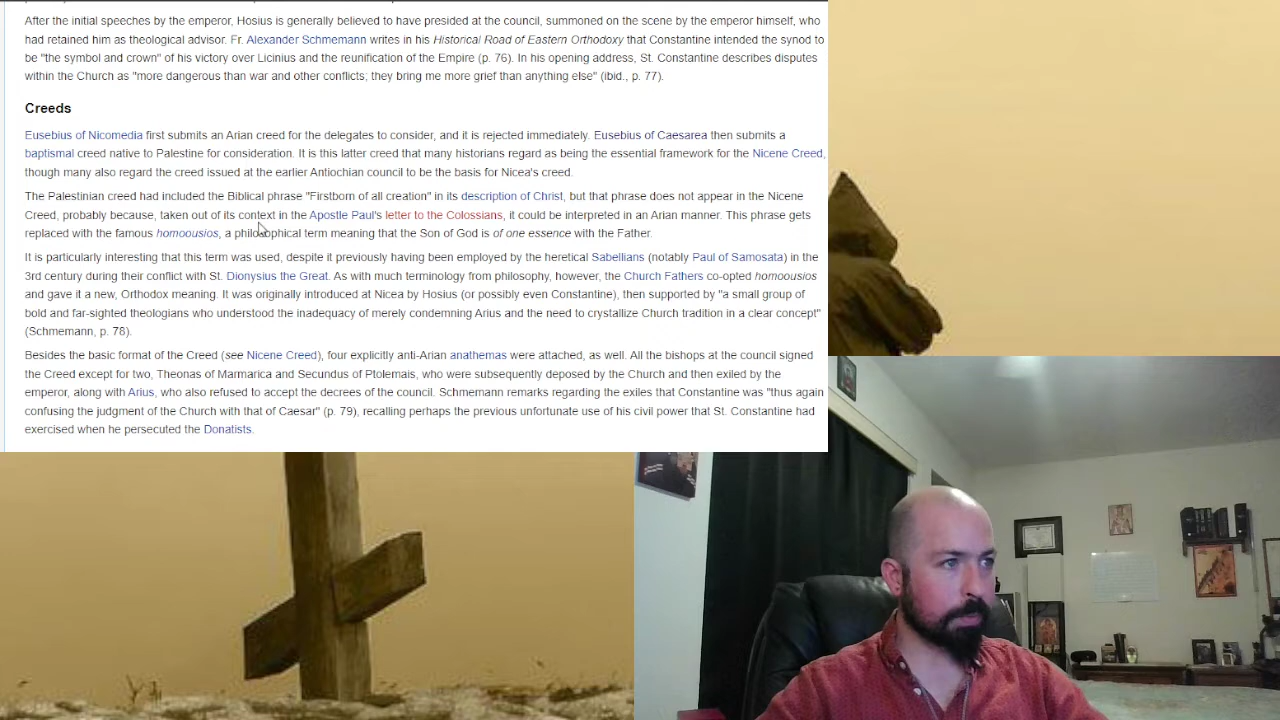 After the initial speeches by the emperor, Hosius is generally believed to have presided at the council, summoned on the scene by the emperor himself, who
had retained him as theological advisor. Fr. Alexander Schmemann writes in his Historical Road of Eastern Orthodoxy that Constantine intended the synod to
be "the symbol and crown" of his victory over Licinius and the reunification of the Empire (p. 76). In his opening address, St. Constantine describes disputes
within the Church as "more dangerous than war and other conflicts; they bring me more grief than anything else" (ibid., p. 77).
Creeds
Eusebius of Nicomedia first submits an Arian creed for the delegates to consider, and it is rejected immediately. Eusebius of Caesarea then submits a
baptismal creed native to Palestine for consideration. It is this latter creed that many historians regard as being the essential framework for the Nicene Creed,
though many also regard the creed issued at the earlier Antiochian council to be the basis for Nicea's creed.
The Palestinian creed had included the Biblical phrase "Firstborn of all creation" in its description of Christ, but that phrase does not appear in the Nicene
Creed, probably because, taken out of its context in the Apostle Paul's letter to the Colossians, it could be interpreted in an Arian manner. This phrase gets
replaced with the famous homoousios, a philosophical term meaning that the Son of God is of one essence with the Father.
It is particularly interesting that this term was used, despite it previously having been employed by the heretical Sabellians (notably Paul of Samosata) in the
3rd century during their conflict with St. Dionysius the Great. As with much terminology from philosophy, however, the Church Fathers co-opted homoousios
and gave it a new, Orthodox meaning. It was originally introduced at Nicea by Hosius (or possibly even Constantine), then supported by "a small group of
bold and far-sighted theologians who understood the inadequacy of merely condemning Arius and the need to crystallize Church tradition in a clear concept"
(Schmemann, p. 78).
Besides the basic format of the Creed (see Nicene Creed), four explicitly anti-Arian anathemas were attached, as well. All the bishops at the council signed
the Creed except for two, Theonas of Marmarica and Secundus of Ptolemais, who were subsequently deposed by the Church and then exiled by the
emperor, along with Arius, who also refused to accept the decrees of the council. Schmemann remarks regarding the exiles that Constantine was "thus again
confusing the judgment of the Church with that of Caesar" (p. 79), recalling perhaps the previous unfortunate use of his civil power that St. Constantine had
exercised when he persecuted the Donatists.